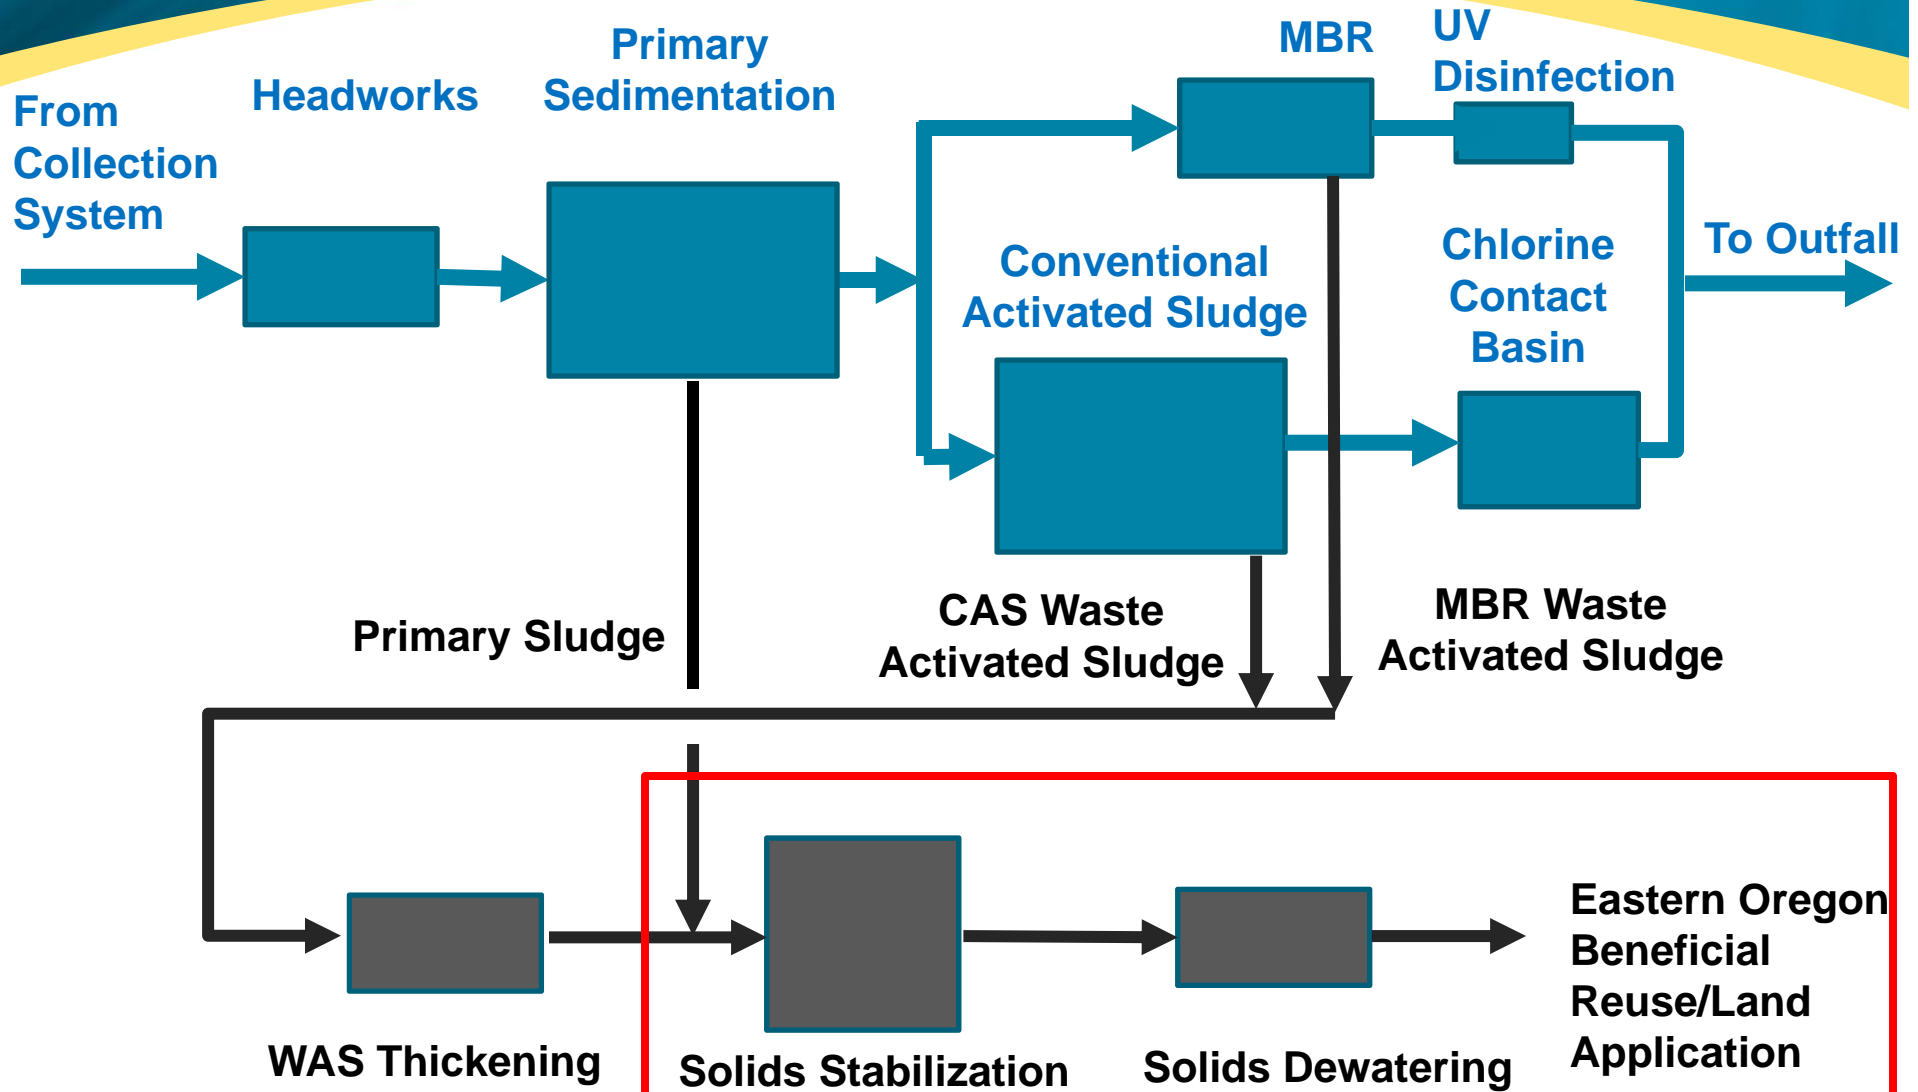 From
Collection
System
Headworks
Primary
Sedimentation
MBR
UV
Disinfection
Conventional
Activated Sludge
Chlorine
Contact
Basin
To Outfall
Primary Sludge
CAS Waste
Activated Sludge
MBR Waste
Activated Sludge
WAS Thickening
Solids Stabilization
Solids Dewatering
Eastern Oregon
Beneficial
Reuse/Land
Application